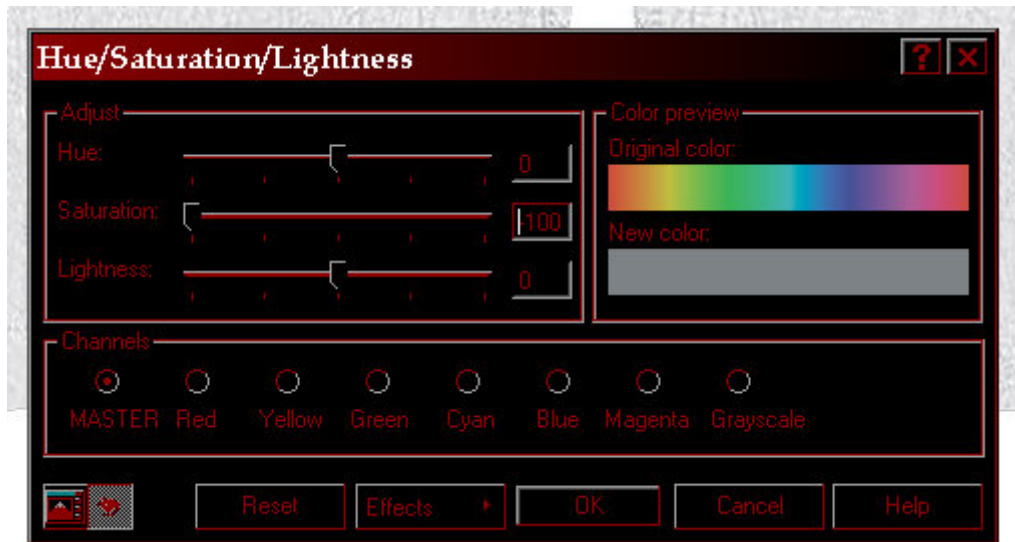 Hue/Saturation/Lightness
?
Adjust
Hue:
0
Saturation:
-100
Lightness:
0
Color preview
Original color:
New color:
Channels
MASTER Red Yellow Green Cyan Blue Magenta Grayscale
Reset Effects OK Cancel Help